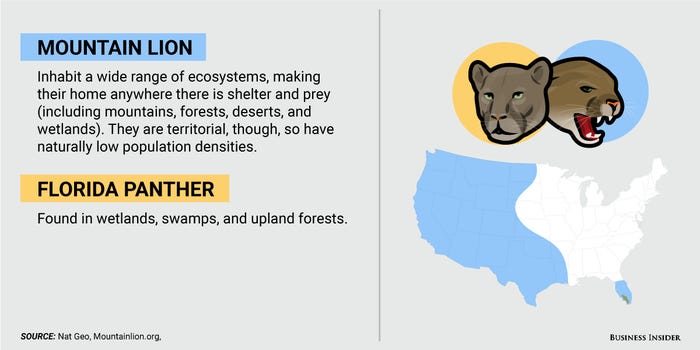 MOUNTAIN LION
Inhabit a wide range of ecosystems, making
their home anywhere there is shelter and prey
(including mountains, forests, deserts, and
wetlands). They are territorial, though, so have
naturally low population densities.
FLORIDA PANTHER
Found in wetlands, swamps, and upland forests.
SOURCE: Nat Geo, Mountainlion.org,
BUSINESS INSIDER